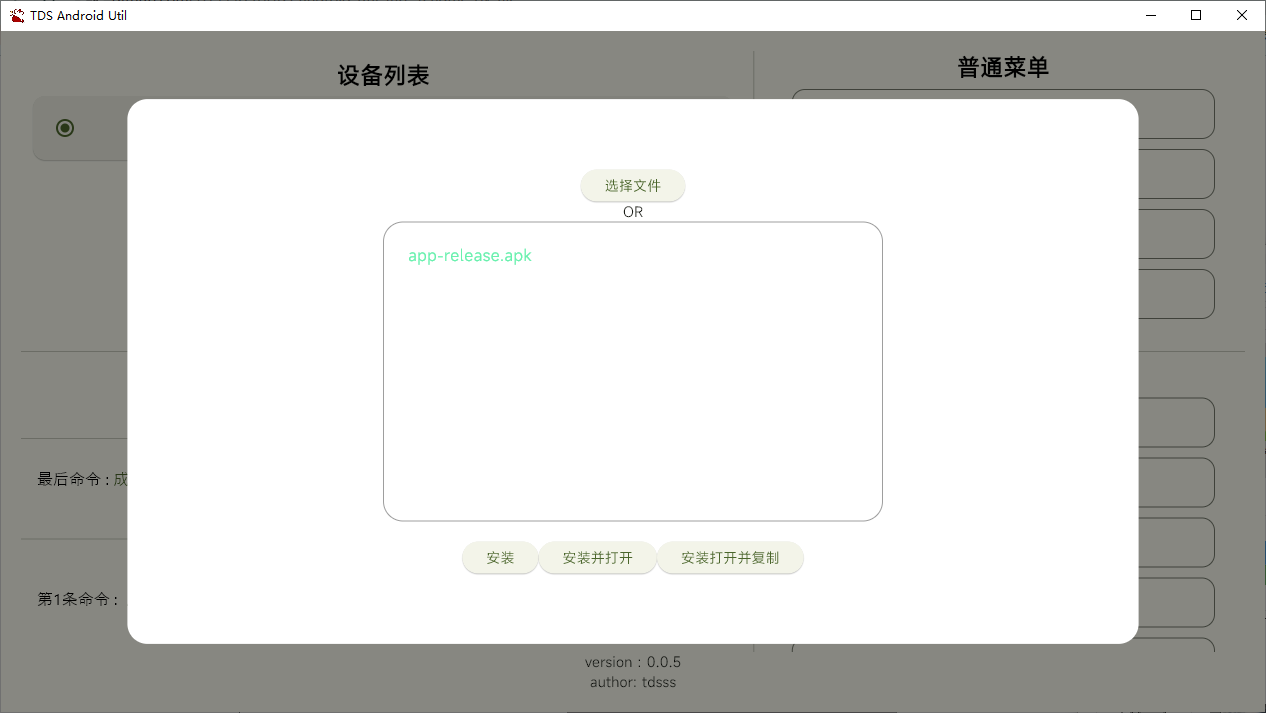 TDS Android Util
设备列表
普通菜单
选择文件
OR
app-release.apk
最后命令 : 成
安装
安装并打开
安装打开并复制
第1条命令 :
version : 0.0.5
author: tdsss